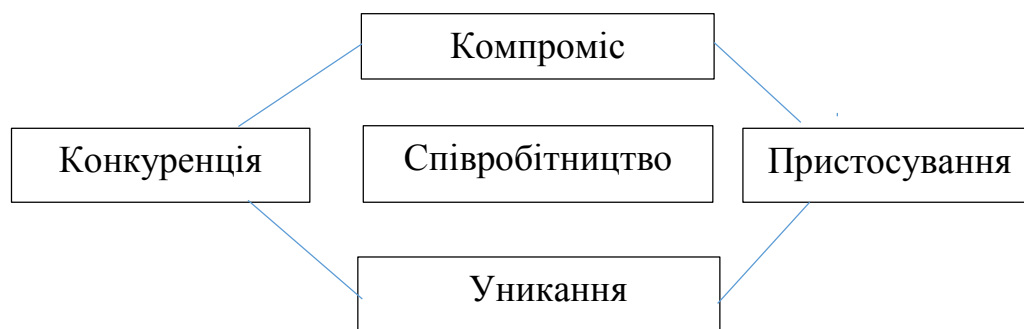 Компроміс
Конкуренція
Співробітництво
Пристосування
Уникання